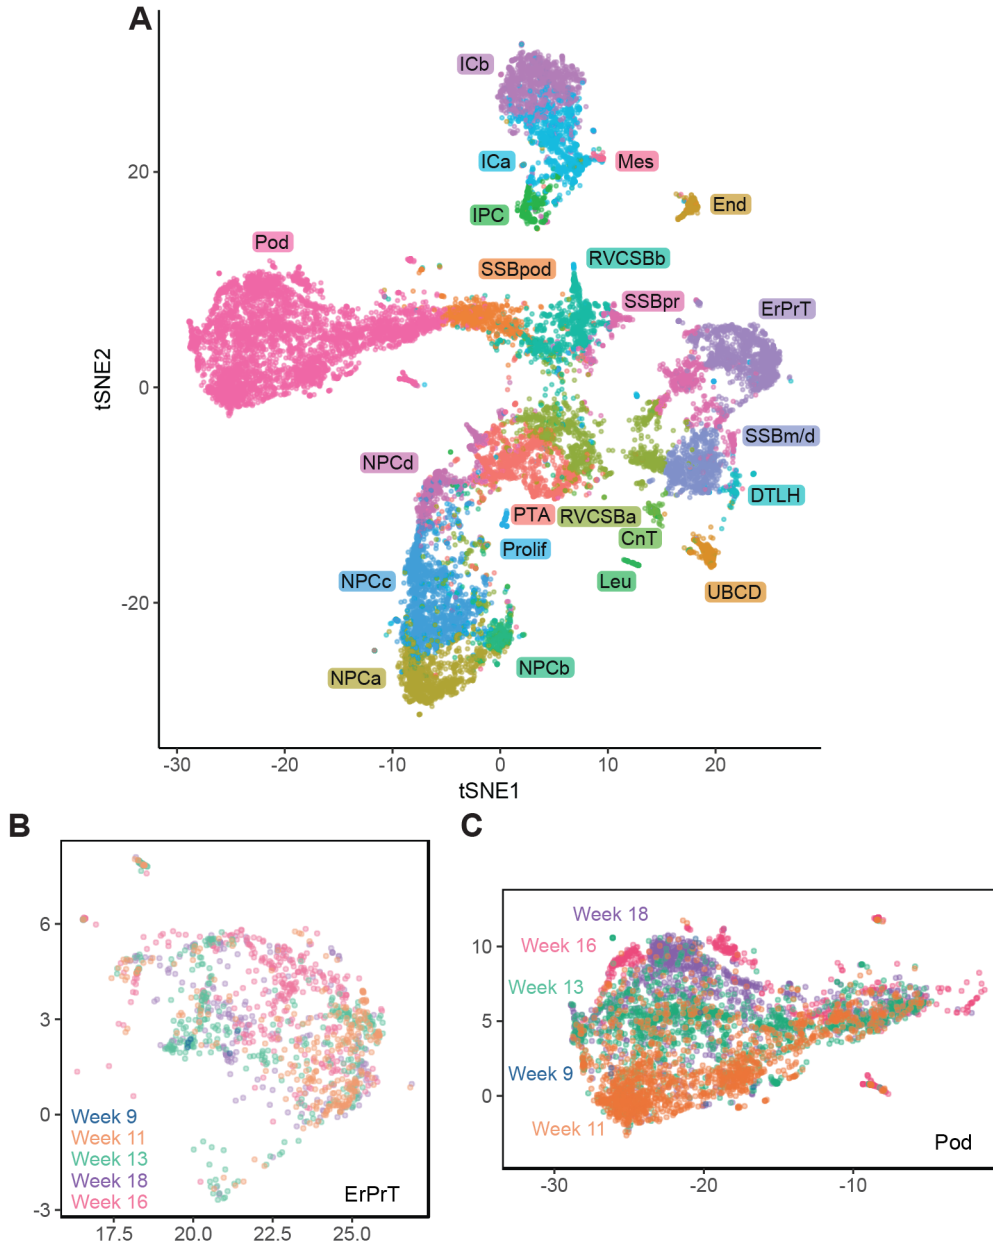 A
ICb
ICa
Mes
IPC
End
Pod
SSBpod
RVCSBb
SSBpr
ErPrT
NPCd
SSBm/d
DTLH
PTA
RVCSBa
CnT
Prolif
Leu
UBCD
NPCc
NPCa
NPCb
20
0
-20
tSNE2
-30
-20
-10
0
10
20
tSNE1
B
6
3
0
-3
Week 9
Week 11
Week 13
Week 18
Week 16
ErPrT
17.5
20.0
22.5
25.0
C
Week 18
Week 16
Week 13
Week 9
Week 11
10
5
0
Pod
-30
-20
-10